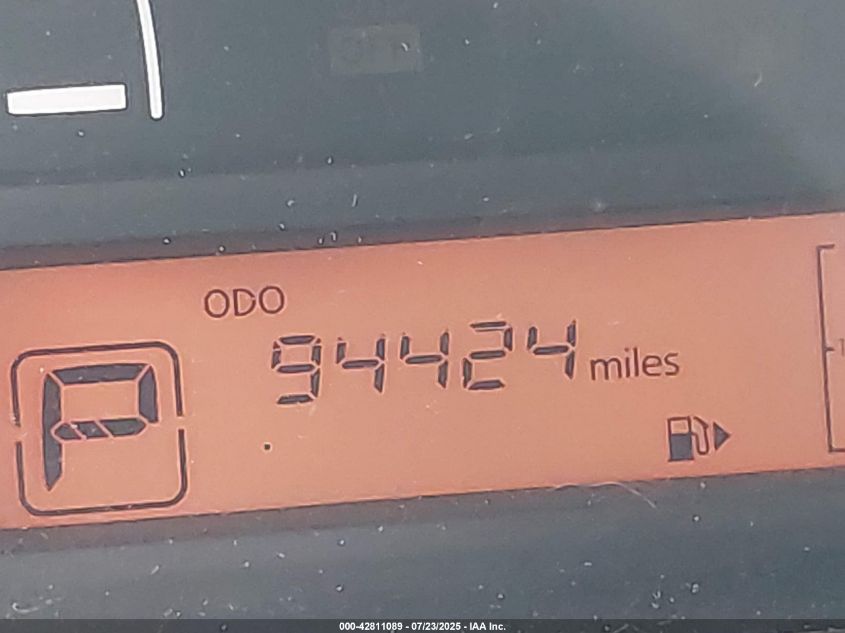 ODO
94424 miles
P
000-42811089 - 07/23/2025 - IAA Inc.